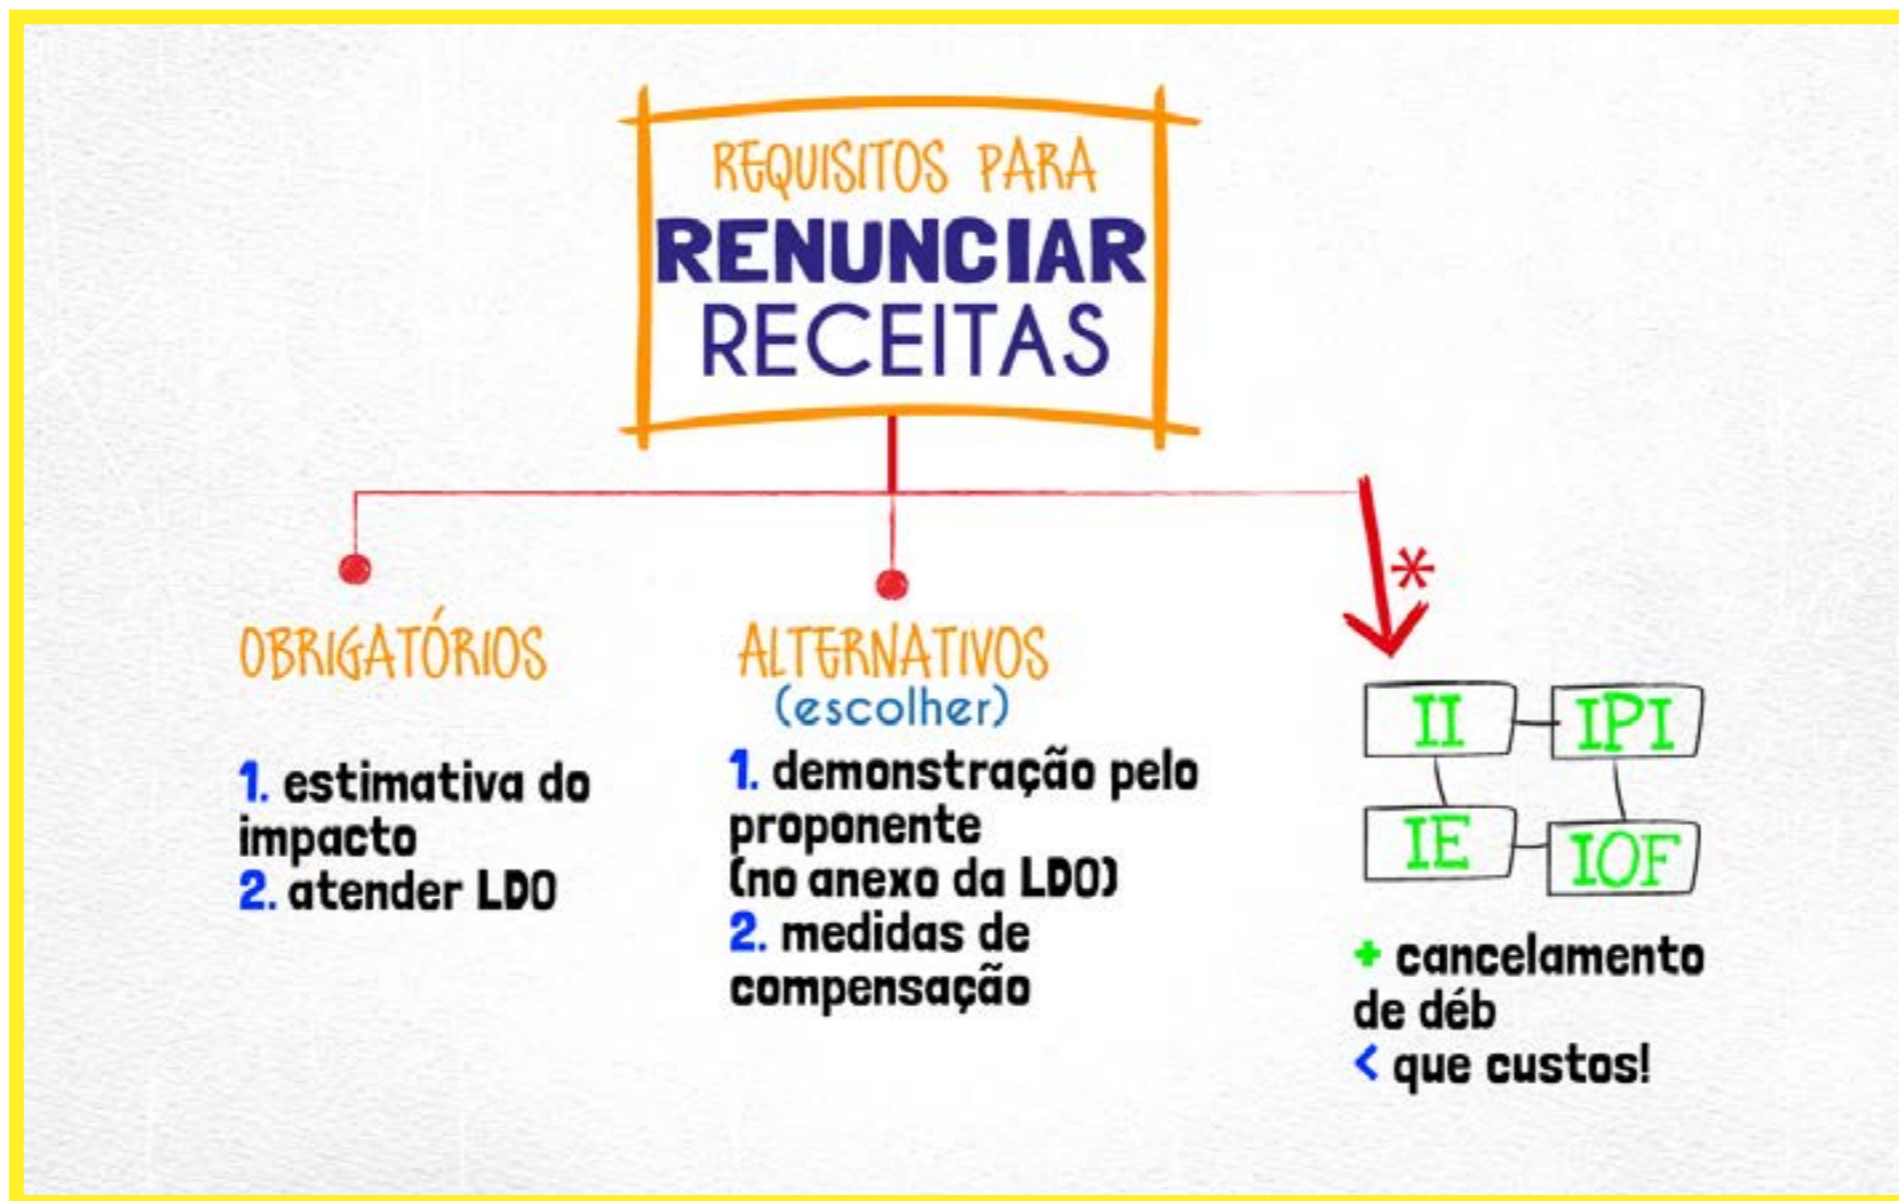 REQUISITOS PARA
RENUNCIAR
RECEITAS
OBRIGATÓRIOS
1. estimativa do
impacto
2. atender LDO
ALTERNATIVOS
(escolher)
1. demonstração pelo
proponente
(no anexo da LDO)
2. medidas de
compensação
*
II IPI
IE IOF
+ cancelamento
de déb
< que custos!